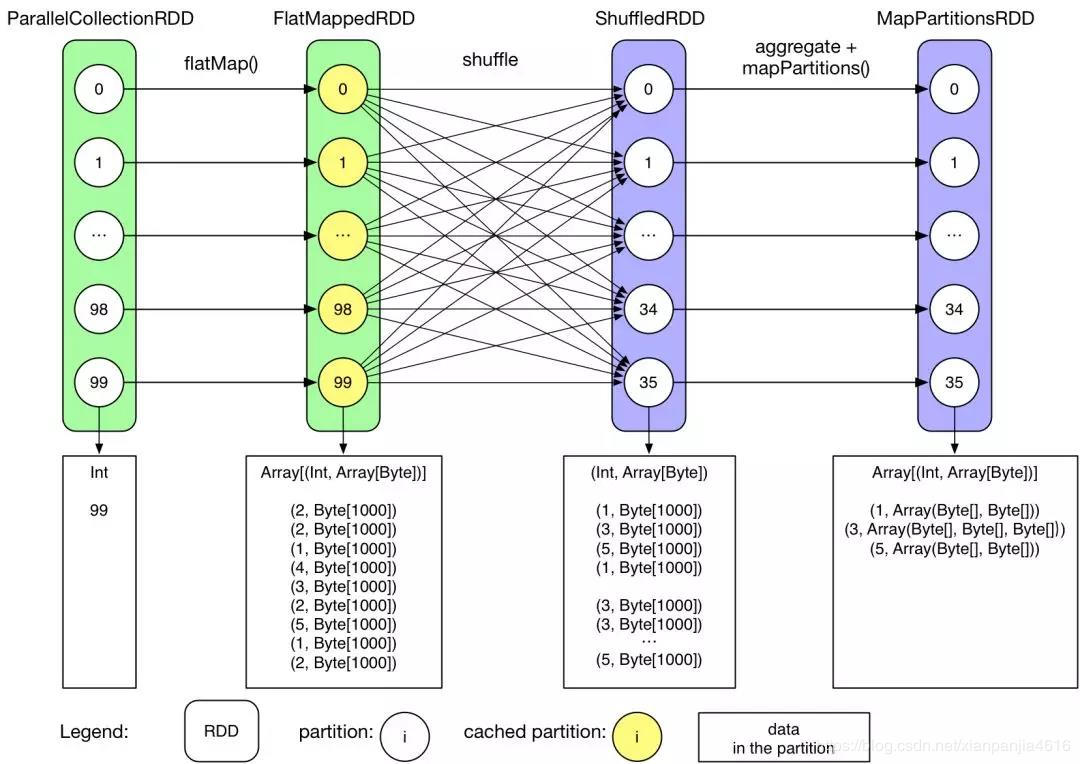 ParallelCollectionRDD
FlatMappedRDD
ShuffledRDD
MapPartitionsRDD
flatMap()
shuffle
aggregate +
mapPartitions()
0
0
0
0
1
1
1
1
...
...
...
...
98
98
34
34
99
99
35
35
Int
99
Array[(Int, Array[Byte])]
(2, Byte[1000])
(2, Byte[1000])
(1, Byte[1000])
(4, Byte[1000])
(3, Byte[1000])
(2, Byte[1000])
(5, Byte[1000])
(1, Byte[1000])
(2, Byte[1000])
(Int, Array[Byte])
(1, Byte[1000])
(3, Byte[1000])
(5, Byte[1000])
(1, Byte[1000])
(3, Byte[1000])
(3, Byte[1000])
...
(5, Byte[1000])
Array[(Int, Array[Byte])]
(1, Array(Byte[], Byte[]))
(3, Array(Byte[], Byte[], Byte[]))
(5, Array(Byte[], Byte[]))
Legend:
RDD
partition:
i
cached partition:
i
data
in the partition
https://blog.csdn.net/xianpanjia4616